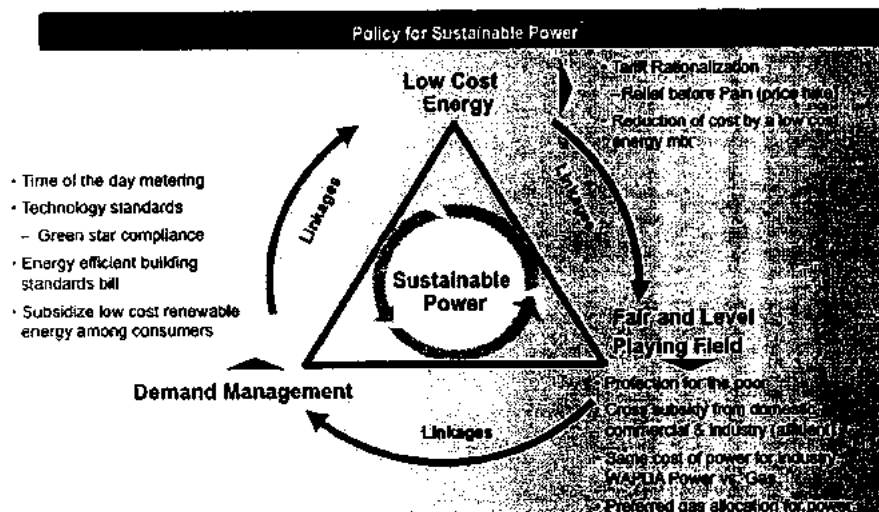 Policy for Sustainable Power
Low Cost
Energy
• Tariff Rationalization
– Relief before Pain (price hike)
• Reduction of cost by a low cost
energy mix
Linkages
Linkages
• Time of the day metering
• Technology standards
– Green star compliance
• Energy efficient building
standards bill
• Subsidize low cost renewable
energy among consumers
Sustainable
Power
Fair and Level
Playing Field
Demand Management
Linkages
• Protection for the poor
• Cross subsidy from domestic,
commercial & industry (affluent)
• Same cost of power for industry
WAPDA Power vs. Gas
• Preferred gas allocation for power